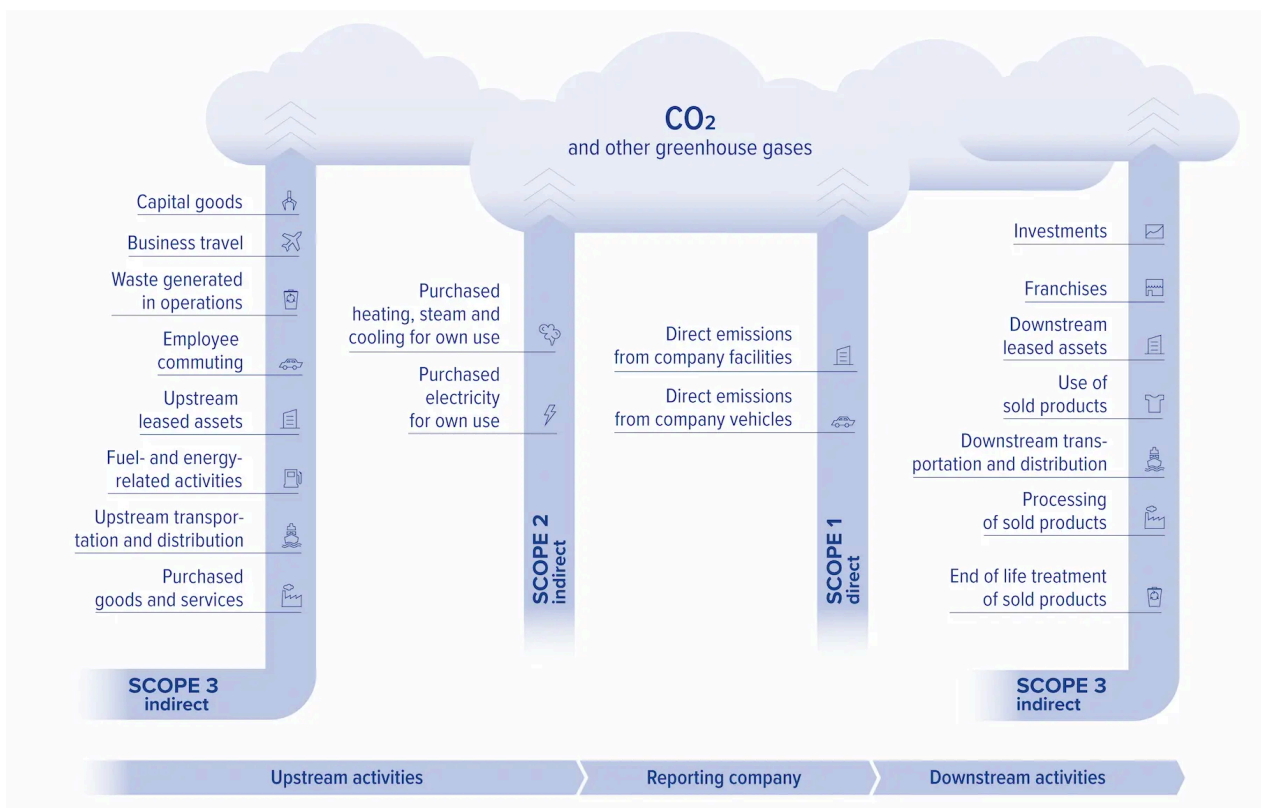 CO₂
and other greenhouse gases
Capital goods
Business travel
Waste generated
in operations
Employee
commuting
Upstream
leased assets
Fuel- and energy-
related activities
Upstream transpor-
tation and distribution
Purchased
goods and services
SCOPE 3
indirect
Purchased
heating, steam and
cooling for own use
Purchased
electricity
for own use
SCOPE 2
indirect
Direct emissions
from company facilities
Direct emissions
from company vehicles
SCOPE 1
direct
Investments
Franchises
Downstream
leased assets
Use of
sold products
Downstream trans-
portation and distribution
Processing
of sold products
End of life treatment
of sold products
SCOPE 3
indirect
Upstream activities
Reporting company
Downstream activities